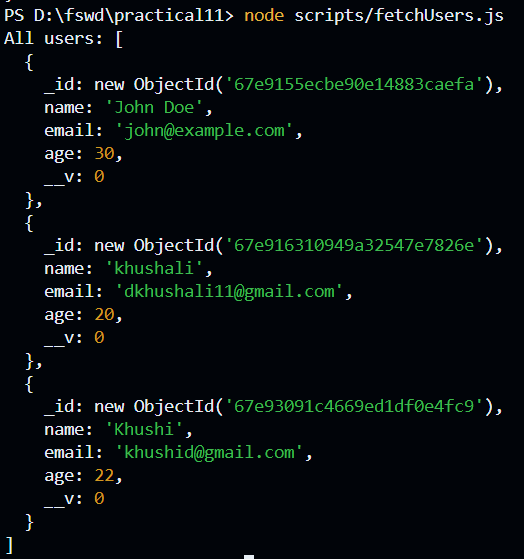 PS D:\fswd\practical11> node scripts/fetchUsers.js
All users: [
  {
    _id: new ObjectId('67e9155ecbe90e14883caefa'),
    name: 'John Doe',
    email: 'john@example.com',
    age: 30,
    __v: 0
  },
  {
    _id: new ObjectId('67e916310949a32547e7826e'),
    name: 'khushali',
    email: 'dkhushali11@gmail.com',
    age: 20,
    __v: 0
  },
  {
    _id: new ObjectId('67e93091c4669ed1df0e4fc9'),
    name: 'Khushi',
    email: 'khushid@gmail.com',
    age: 22,
    __v: 0
  }
]